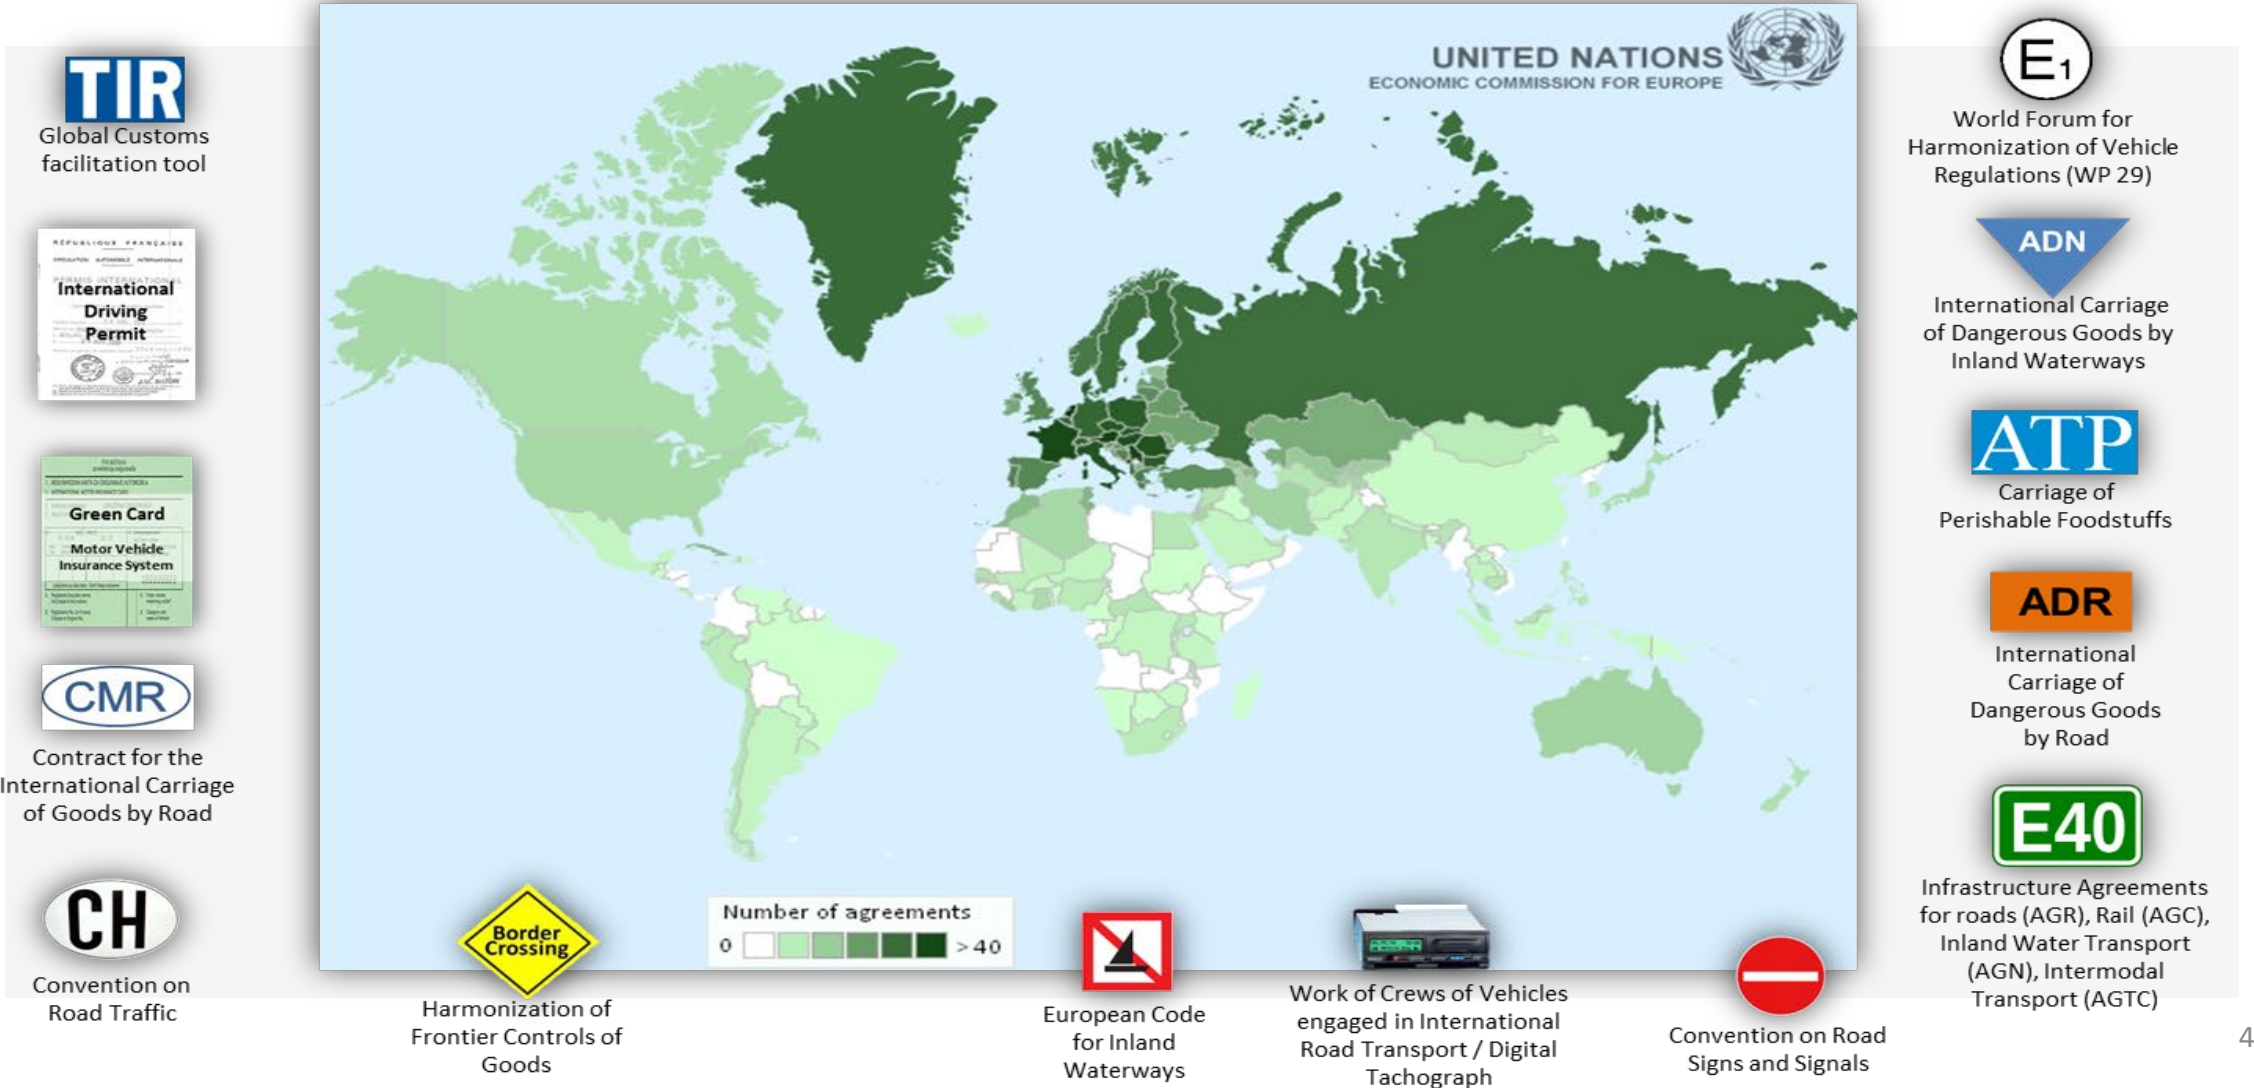 TIR
Global Customs
facilitation tool
RÉPUBLIQUE FRANÇAISE
International
Driving
Permit
Green Card
Motor Vehicle
Insurance System
CMR
Contract for the
International Carriage
of Goods by Road
CH
Convention on
Road Traffic
UNITED NATIONS
ECONOMIC COMMISSION FOR EUROPE
Number of agreements
0 >40
Border
Crossing
Harmonization of
Frontier Controls of
Goods
European Code
for Inland
Waterways
Work of Crews of Vehicles
engaged in International
Road Transport / Digital
Tachograph
Convention on Road
Signs and Signals
E1
World Forum for
Harmonization of Vehicle
Regulations (WP 29)
ADN
International Carriage
of Dangerous Goods by
Inland Waterways
ATP
Carriage of
Perishable Foodstuffs
ADR
International
Carriage of
Dangerous Goods
by Road
E40
Infrastructure Agreements
for roads (AGR), Rail (AGC),
Inland Water Transport
(AGN), Intermodal
Transport (AGTC)
4